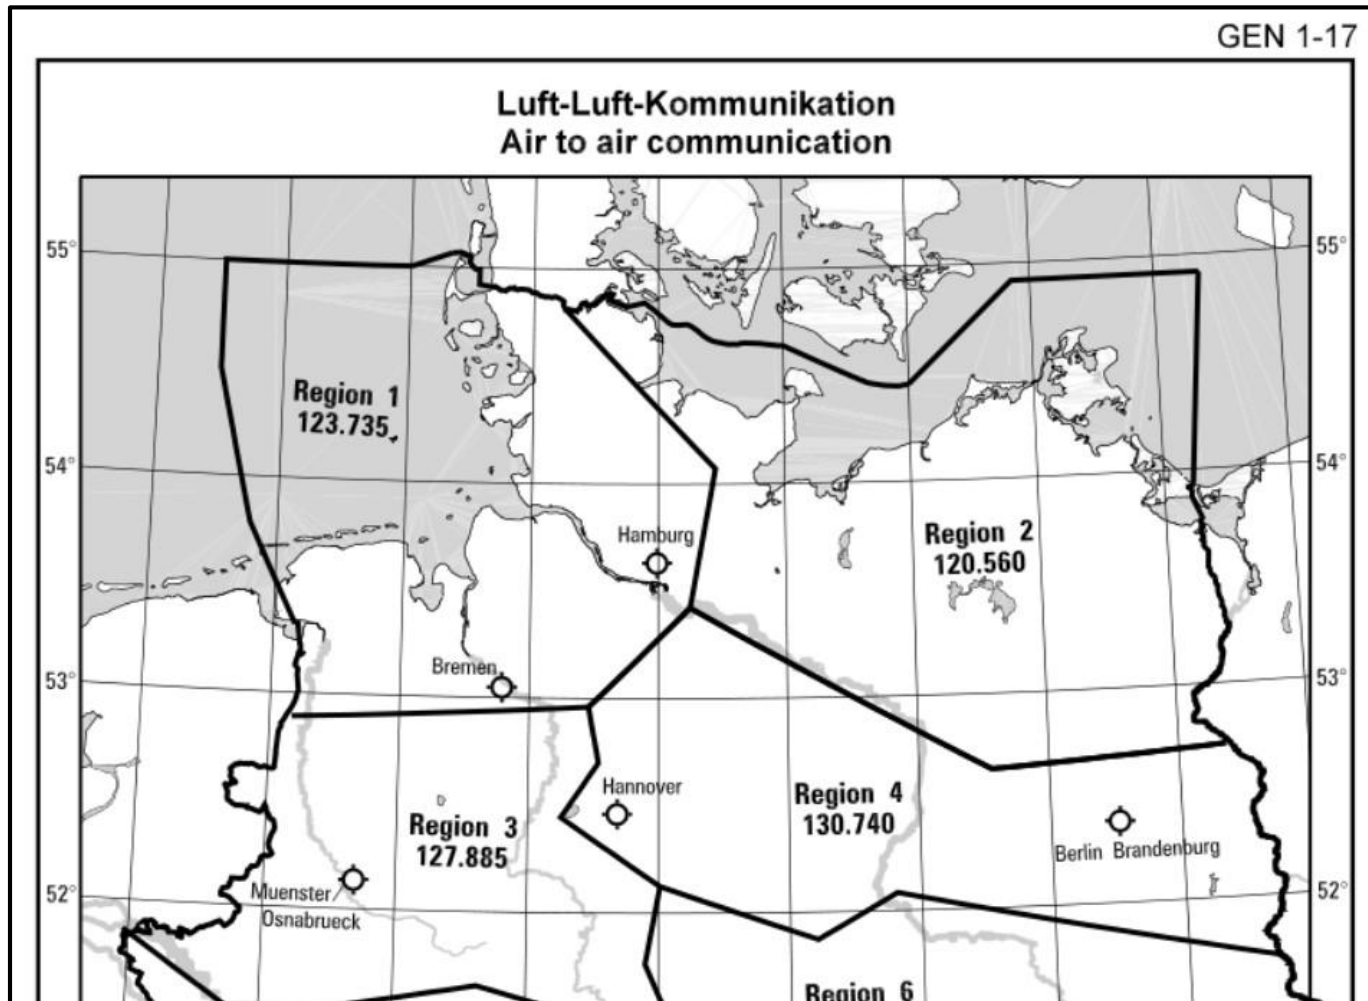 GEN 1-17
Luft-Luft-Kommunikation
Air to air communication
55°
55°
Region 1
123.735
54°
54°
Hamburg
Region 2
120.560
Bremen
53°
53°
Hannover
Region 4
130.740
Region 3
127.885
Berlin Brandenburg
Muenster/
Osnabrueck
52°
52°
Region 6